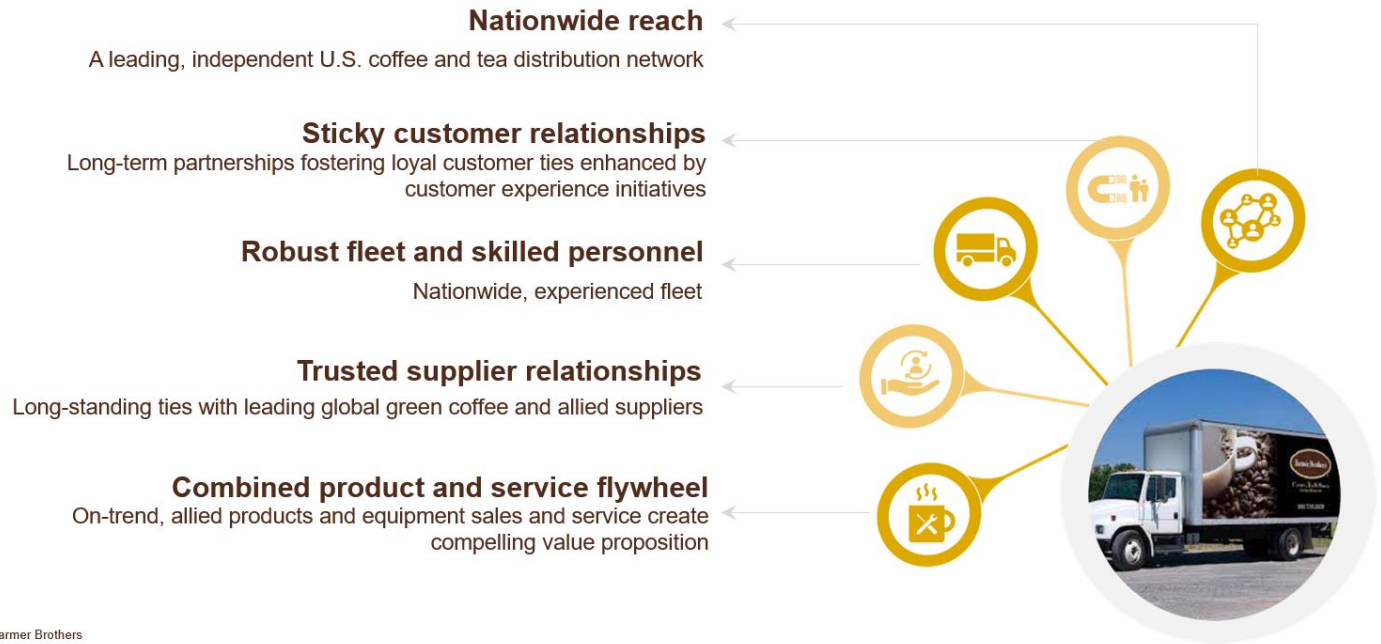 Nationwide reach
A leading, independent U.S. coffee and tea distribution network
Sticky customer relationships
Long-term partnerships fostering loyal customer ties enhanced by
customer experience initiatives
Robust fleet and skilled personnel
Nationwide, experienced fleet
Trusted supplier relationships
Long-standing ties with leading global green coffee and allied suppliers
Combined product and service flywheel
On-trend, allied products and equipment sales and service create
compelling value proposition
Farmer Brothers
armer Brothers